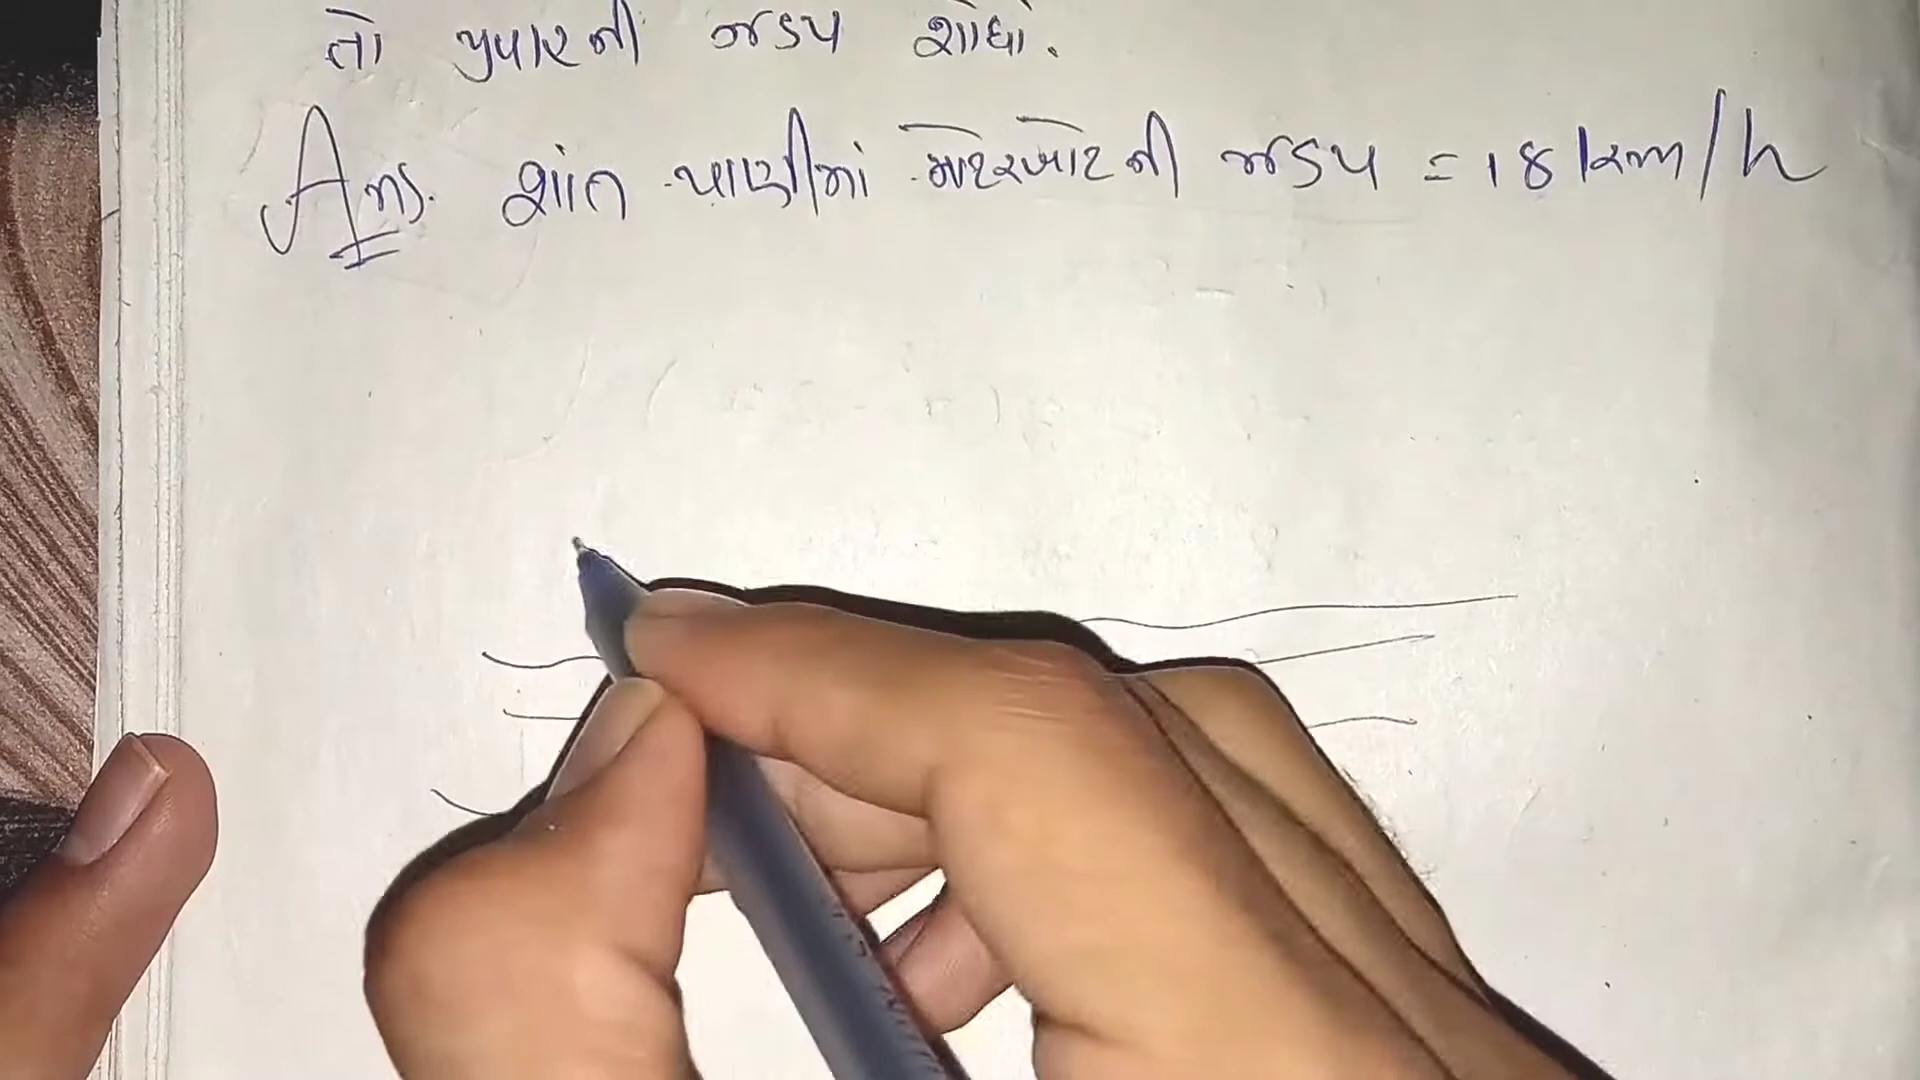 તો પ્રવાહની ઝડપ શોધો.
Ans. શાંત પાણીમાં મોટરબોટની ઝડપ = 18 km/h